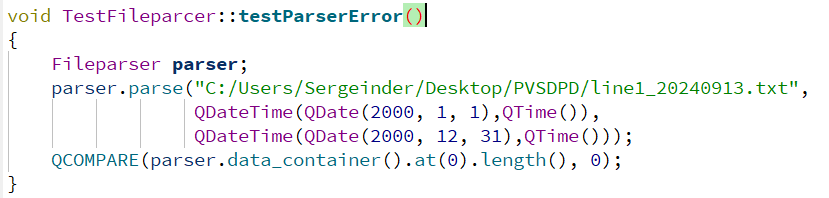 void TestFileparcer::testParserError()
{
Fileparser parser;
parser.parse("C:/Users/Sergeinder/Desktop/PVSDPD/line1_20240913.txt",
QDateTime(QDate(2000, 1, 1),QTime()),
QDateTime(QDate(2000, 12, 31),QTime()));
QCOMPARE(parser.data_container().at(0).length(), 0);
}